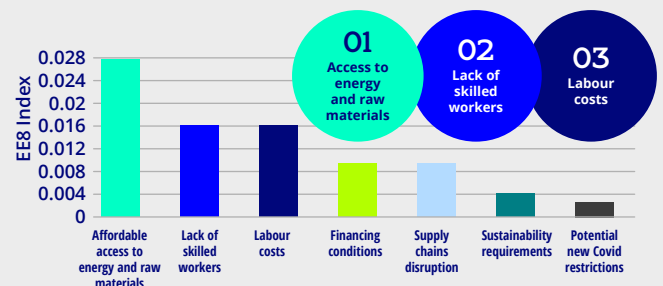 01
Access to
energy
and raw
materials
02
Lack of
skilled
workers
03
Labour
costs
EE8 Index
0.028
0.024
0.02
0.016
0.012
0.008
0.004
0
Affordable
access to
energy and raw
materials
Lack of
skilled
workers
Labour
costs
Financing
conditions
Supply
chains
disruption
Sustainability
requirements
Potential
new Covid
restrictions